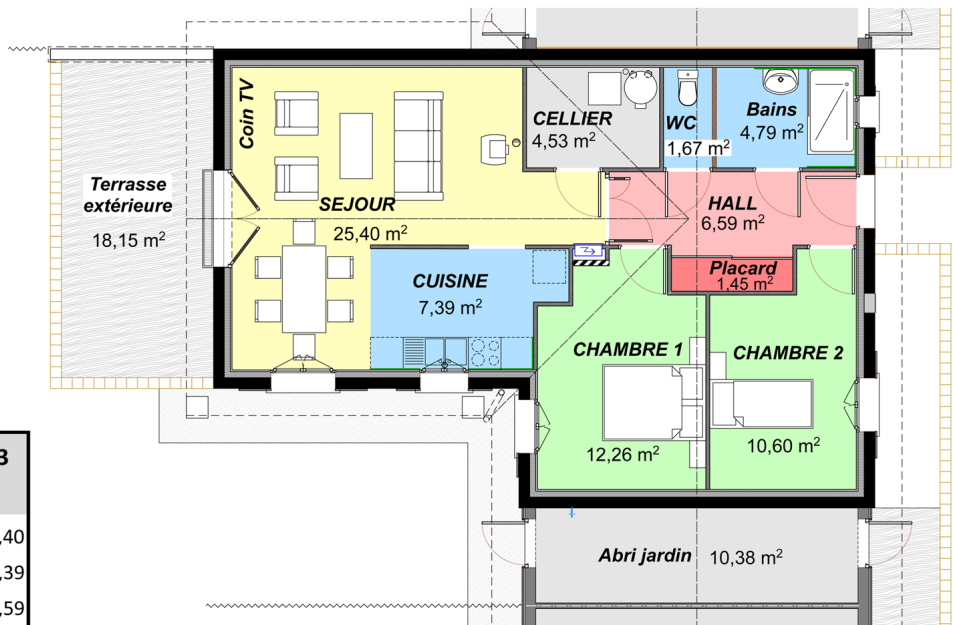 Coin TV
CELLIER
4,53 m²
WC
1,67 m²
Bains
4,79 m²
Terrasse
extérieure
18,15 m²
SEJOUR
25,40 m²
HALL
6,59 m²
Placard
1,45 m²
CUISINE
7,39 m²
CHAMBRE 1
12,26 m²
CHAMBRE 2
10,60 m²
Abri jardin 10,38 m²
3
,40
,39
,59